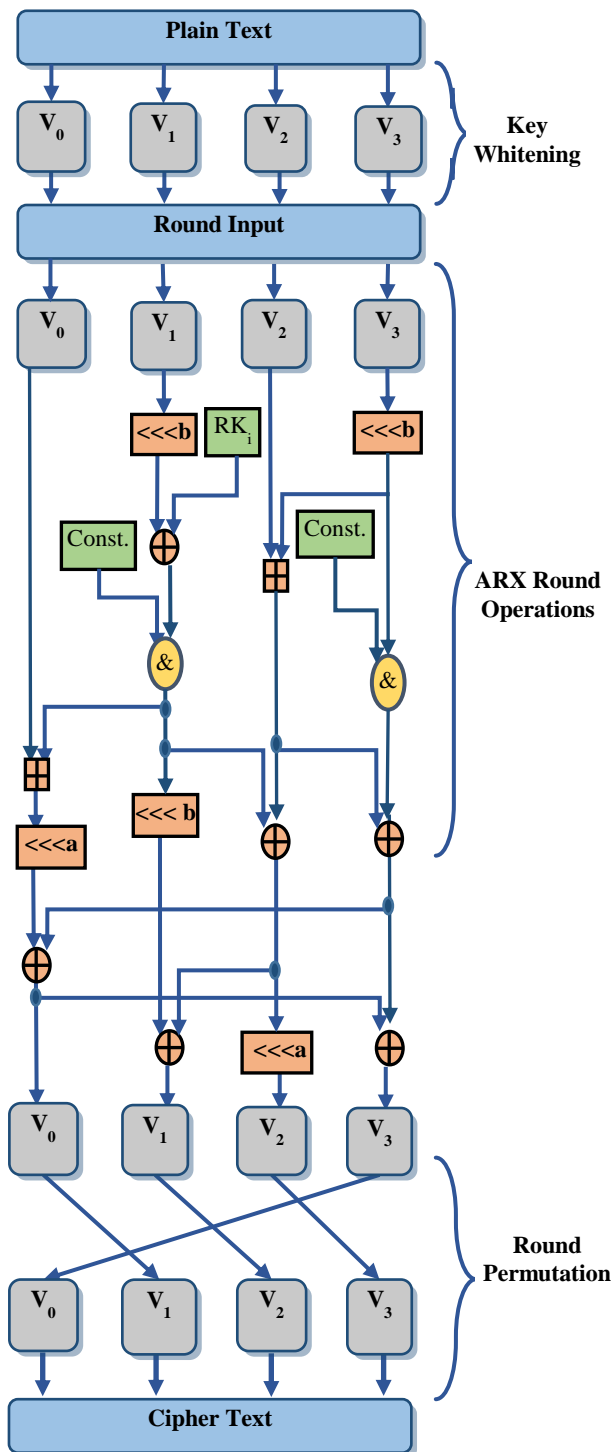 Plain Text
V0 V1 V2 V3
Key
Whitening
Round Input
V0 V1 V2 V3
<<<b RKi <<<b
Const. Const.
ARX Round
Operations
& &
<<< b
<<<a
<<<a
V0 V1 V2 V3
Round
Permutation
V0 V1 V2 V3
Cipher Text